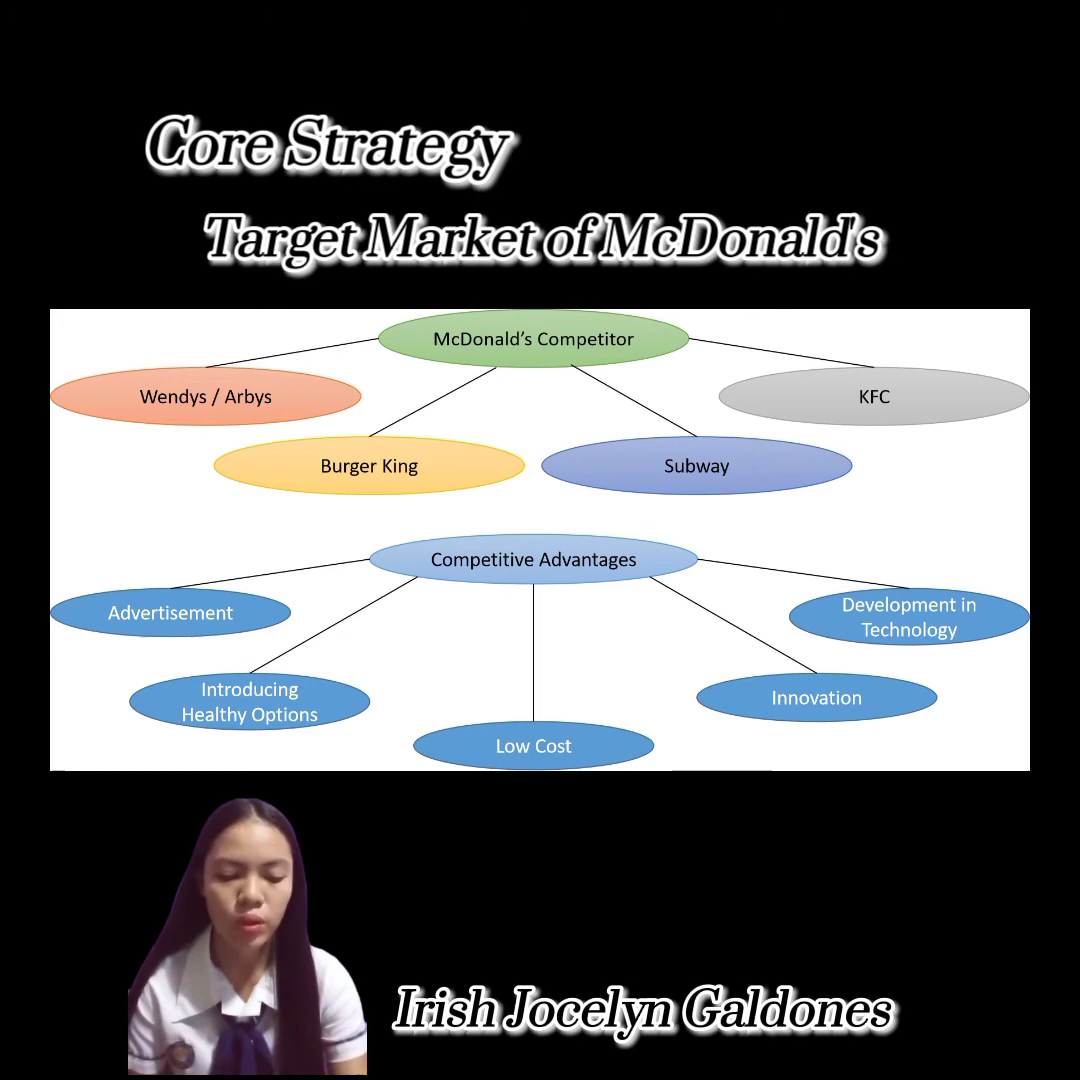 Core Strategy
Target Market of McDonald's
McDonald’s Competitor
Wendys / Arbys
KFC
Burger King
Subway
Competitive Advantages
Advertisement
Development in
Technology
Introducing
Healthy Options
Innovation
Low Cost
Irish Jocelyn Galdones